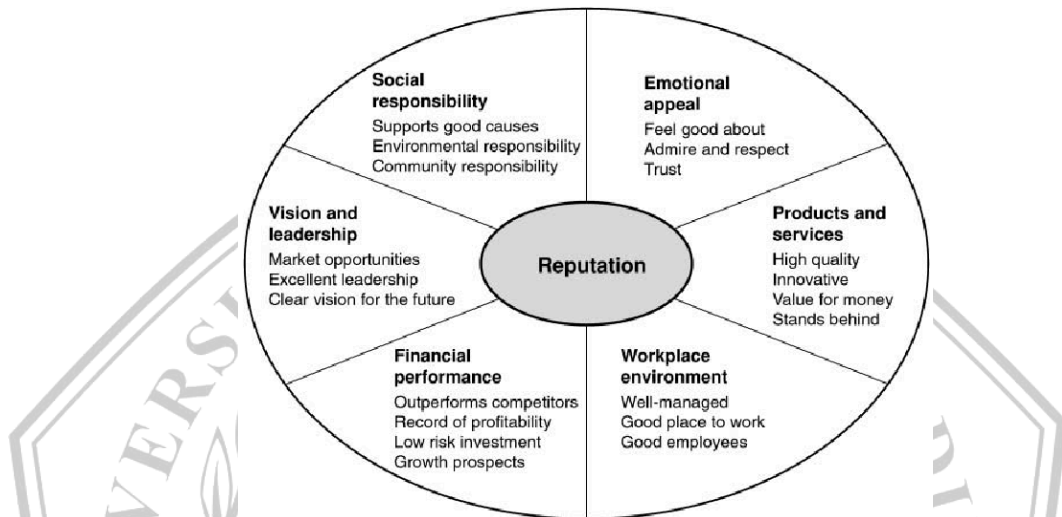 Social
responsibility
Supports good causes
Environmental responsibility
Community responsibility
Emotional
appeal
Feel good about
Admire and respect
Trust
Vision and
leadership
Market opportunities
Excellent leadership
Clear vision for the future
Reputation
Products and
services
High quality
Innovative
Value for money
Stands behind
Financial
performance
Outperforms competitors
Record of profitability
Low risk investment
Growth prospects
Workplace
environment
Well-managed
Good place to work
Good employees